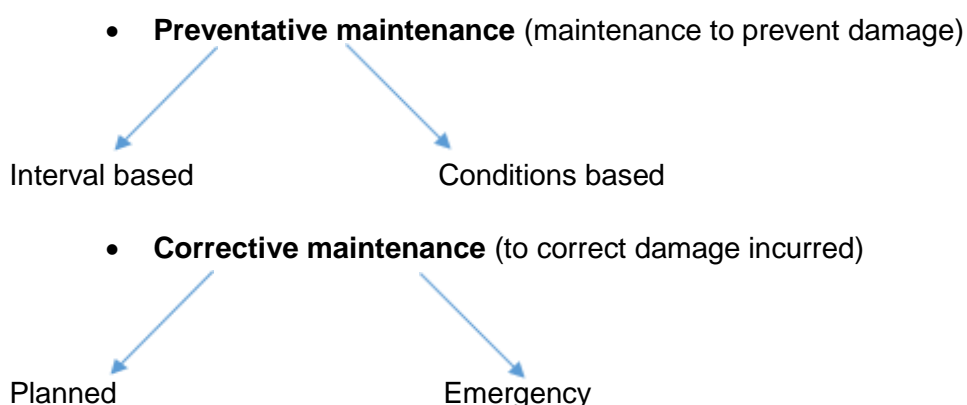 • Preventative maintenance (maintenance to prevent damage)
Interval based Conditions based
• Corrective maintenance (to correct damage incurred)
Planned Emergency